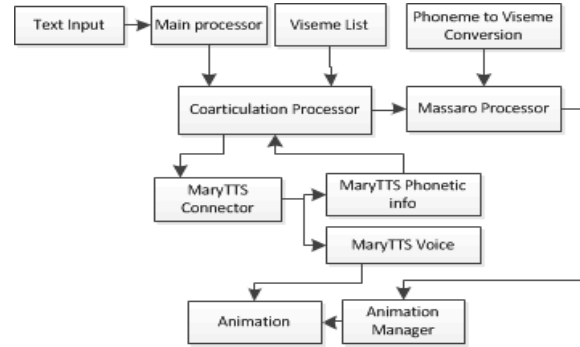 Text Input
Main processor
Viseme List
Phoneme to Viseme
Conversion
Coarticulation Processor
Massaro Processor
MaryTTS
Connector
MaryTTS Phonetic
info
MaryTTS Voice
Animation
Animation
Manager